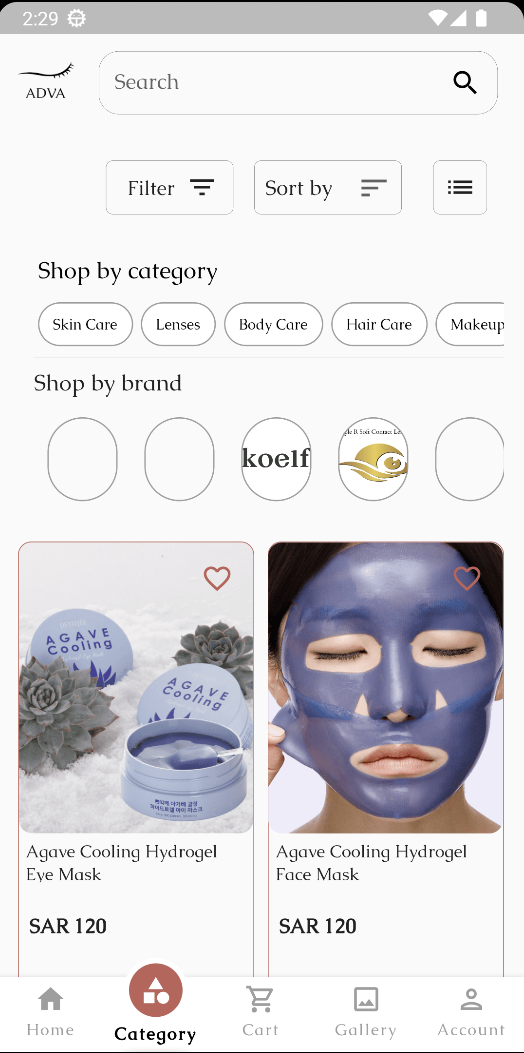 2:29
ADVA
Search
Filter
Sort by
Shop by category
Skin Care
Lenses
Body Care
Hair Care
Makeup
Shop by brand
koelf
AGAVE
Cooling
AGAVE
Cooling
Agave Cooling Hydrogel
Eye Mask
SAR 120
Agave Cooling Hydrogel
Face Mask
SAR 120
Home
Category
Cart
Gallery
Account